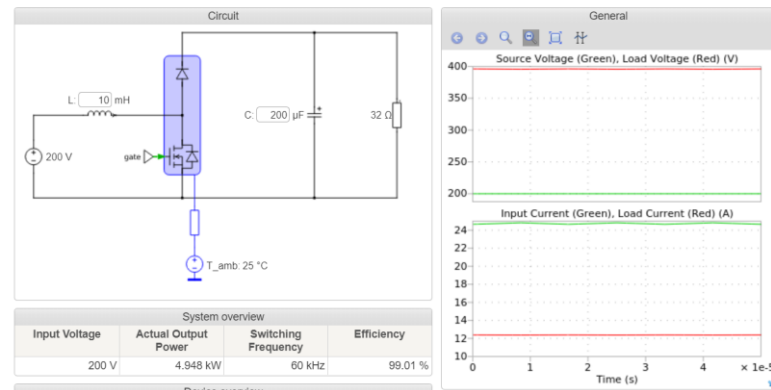 Circuit
L: 10 mH
C: 200 µF
32 Ω
200 V
gate
T_amb: 25 °C
System overview
Input Voltage Actual Output Power Switching Frequency Efficiency
200 V 4.948 kW 60 kHz 99.01 %
General
Source Voltage (Green), Load Voltage (Red) (V)
400
350
300
250
200
Input Current (Green), Load Current (Red) (A)
24
22
20
18
16
14
12
10
0 1 2 3 4
Time (s)